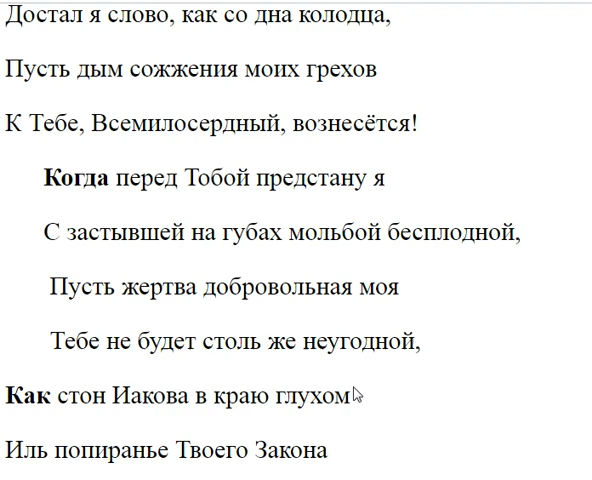 Достал я слово, как со дна колодца,
Пусть дым сожжения моих грехов
К Тебе, Всемилосердный, вознесётся!
Когда перед Тобой предстану я
С застывшей на губах мольбой бесплодной,
Пусть жертва добровольная моя
Тебе не будет столь же неугодной,
Как стон Иакова в краю глухом
Иль попиранье Твоего Закона